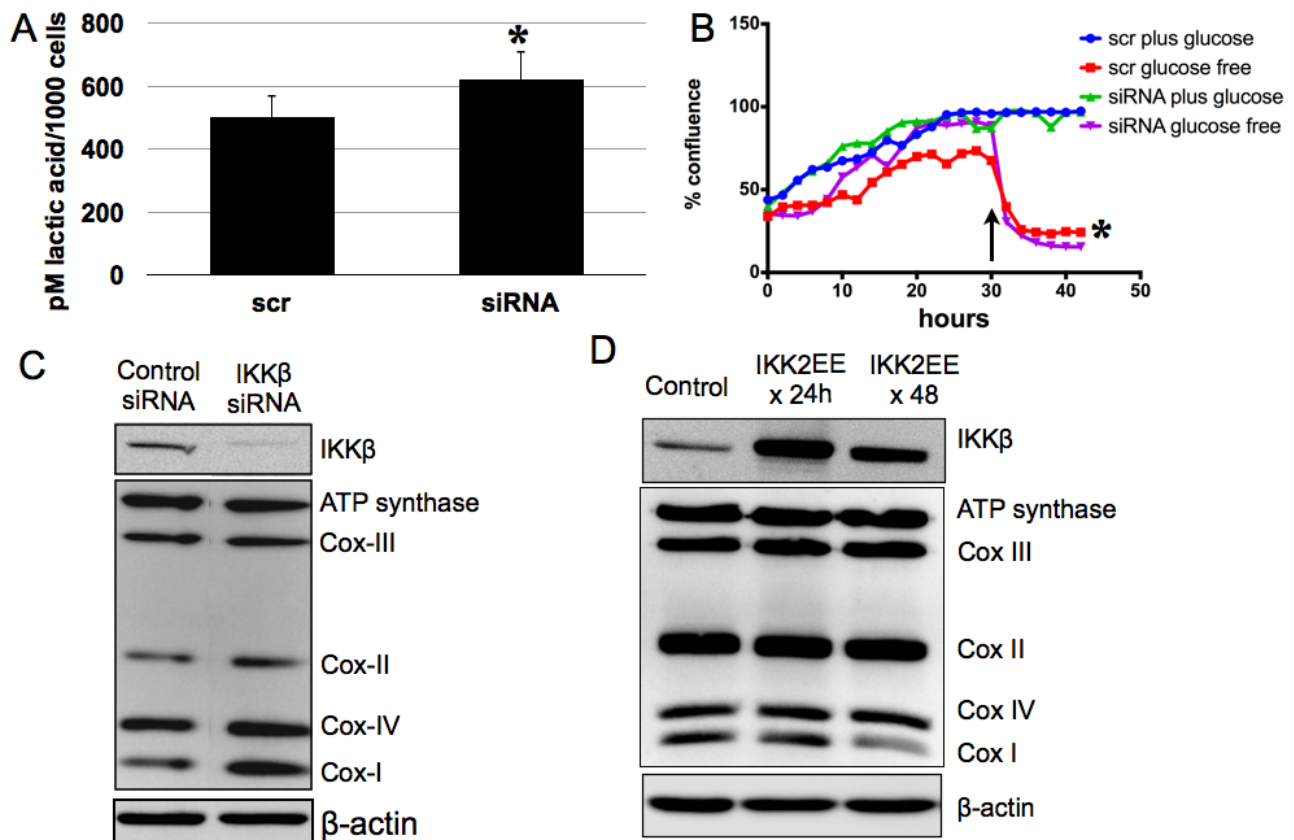 A
800
600
400
200
0
pM lactic acid/1000 cells
*
scr
siRNA
B
100
50
0
% confluence
scr plus glucose
scr glucose free
siRNA plus glucose
siRNA glucose free
*
0
10
20
30
40
50
hours
C
Control
siRNA
IKKβ
siRNA
IKKβ
ATP synthase
Cox-III
Cox-II
Cox-IV
Cox-I
β-actin
D
Control
IKK2EE
x 24h
IKK2EE
x 48
IKKβ
ATP synthase
Cox III
Cox II
Cox IV
Cox I
β-actin